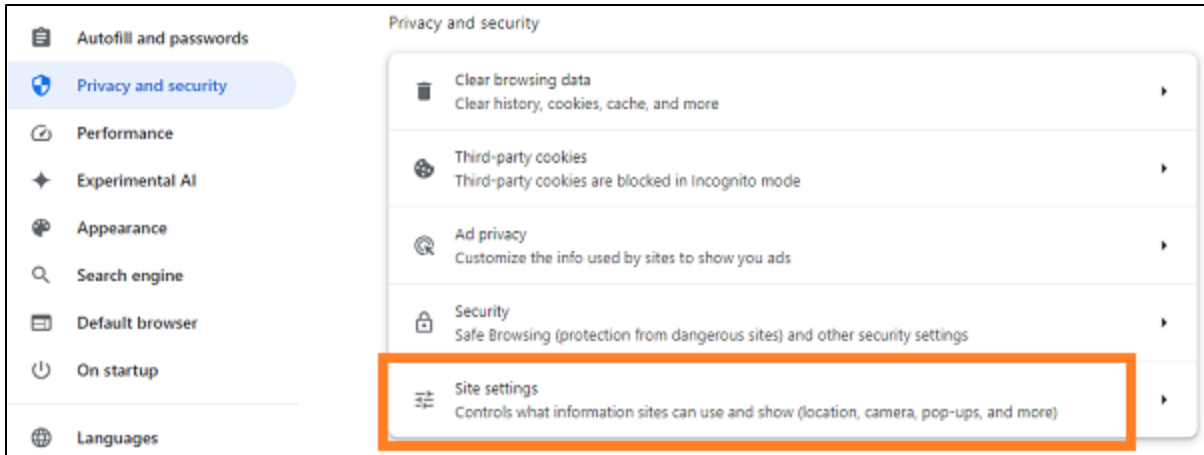 Autofill and passwords
Privacy and security
Performance
Experimental AI
Appearance
Search engine
Default browser
On startup
Languages
Privacy and security
Clear browsing data
Clear history, cookies, cache, and more
Third-party cookies
Third-party cookies are blocked in Incognito mode
Ad privacy
Customize the info used by sites to show you ads
Security
Safe Browsing (protection from dangerous sites) and other security settings
Site settings
Controls what information sites can use and show (location, camera, pop-ups, and more)